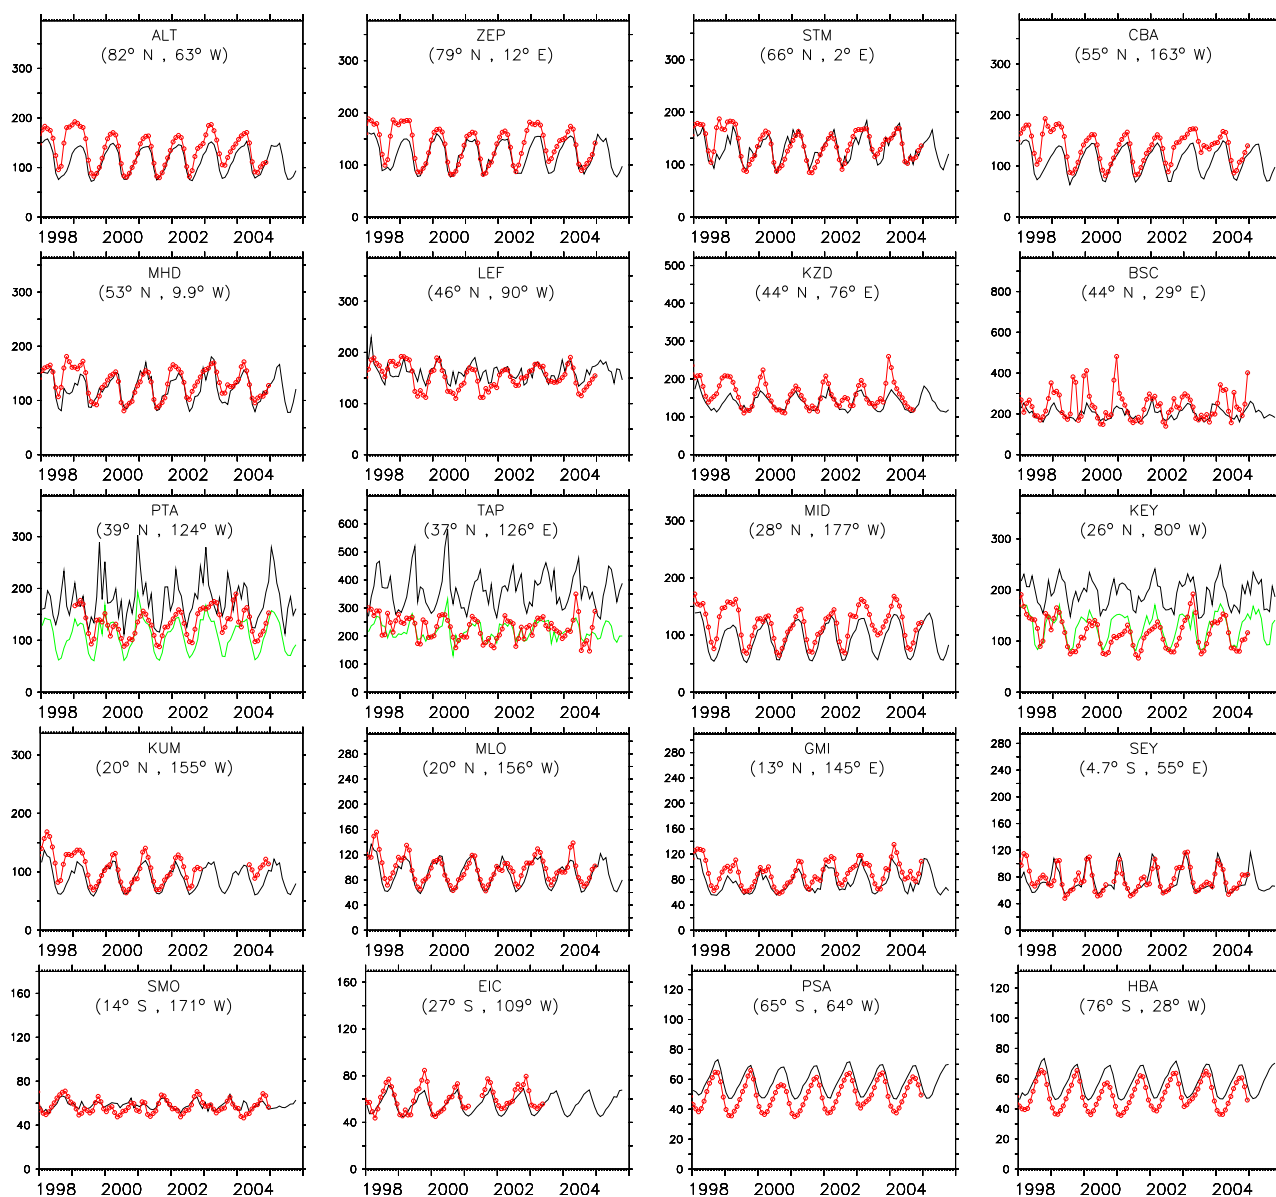 ALT
(82° N , 63° W)
300
200
100
0
1998 2000 2002 2004
ZEP
(79° N , 12° E)
300
200
100
0
1998 2000 2002 2004
STM
(66° N , 2° E)
300
200
100
0
1998 2000 2002 2004
CBA
(55° N , 163° W)
300
200
100
0
1998 2000 2002 2004
MHD
(53° N , 9.9° W)
300
200
100
0
1998 2000 2002 2004
LEF
(46° N , 90° W)
300
200
100
0
1998 2000 2002 2004
KZD
(44° N , 76° E)
500
400
300
200
100
0
1998 2000 2002 2004
BSC
(44° N , 29° E)
800
600
400
200
0
1998 2000 2002 2004
PTA
(39° N , 124° W)
300
200
100
0
1998 2000 2002 2004
TAP
(37° N , 126° E)
600
500
400
300
200
100
0
1998 2000 2002 2004
MID
(28° N , 177° W)
300
200
100
0
1998 2000 2002 2004
KEY
(26° N , 80° W)
300
200
100
0
1998 2000 2002 2004
KUM
(20° N , 155° W)
300
200
100
0
1998 2000 2002 2004
MLO
(20° N , 156° W)
280
240
200
160
120
80
40
0
1998 2000 2002 2004
GMI
(13° N , 145° E)
280
240
200
160
120
80
40
0
1998 2000 2002 2004
SEY
(4.7° S , 55° E)
280
240
200
160
120
80
40
0
1998 2000 2002 2004
SMO
(14° S , 171° W)
160
120
80
40
0
1998 2000 2002 2004
EIC
(27° S , 109° W)
160
120
80
40
0
1998 2000 2002 2004
PSA
(65° S , 64° W)
120
100
80
60
40
20
0
1998 2000 2002 2004
HBA
(76° S , 28° W)
120
100
80
60
40
20
0
1998 2000 2002 2004